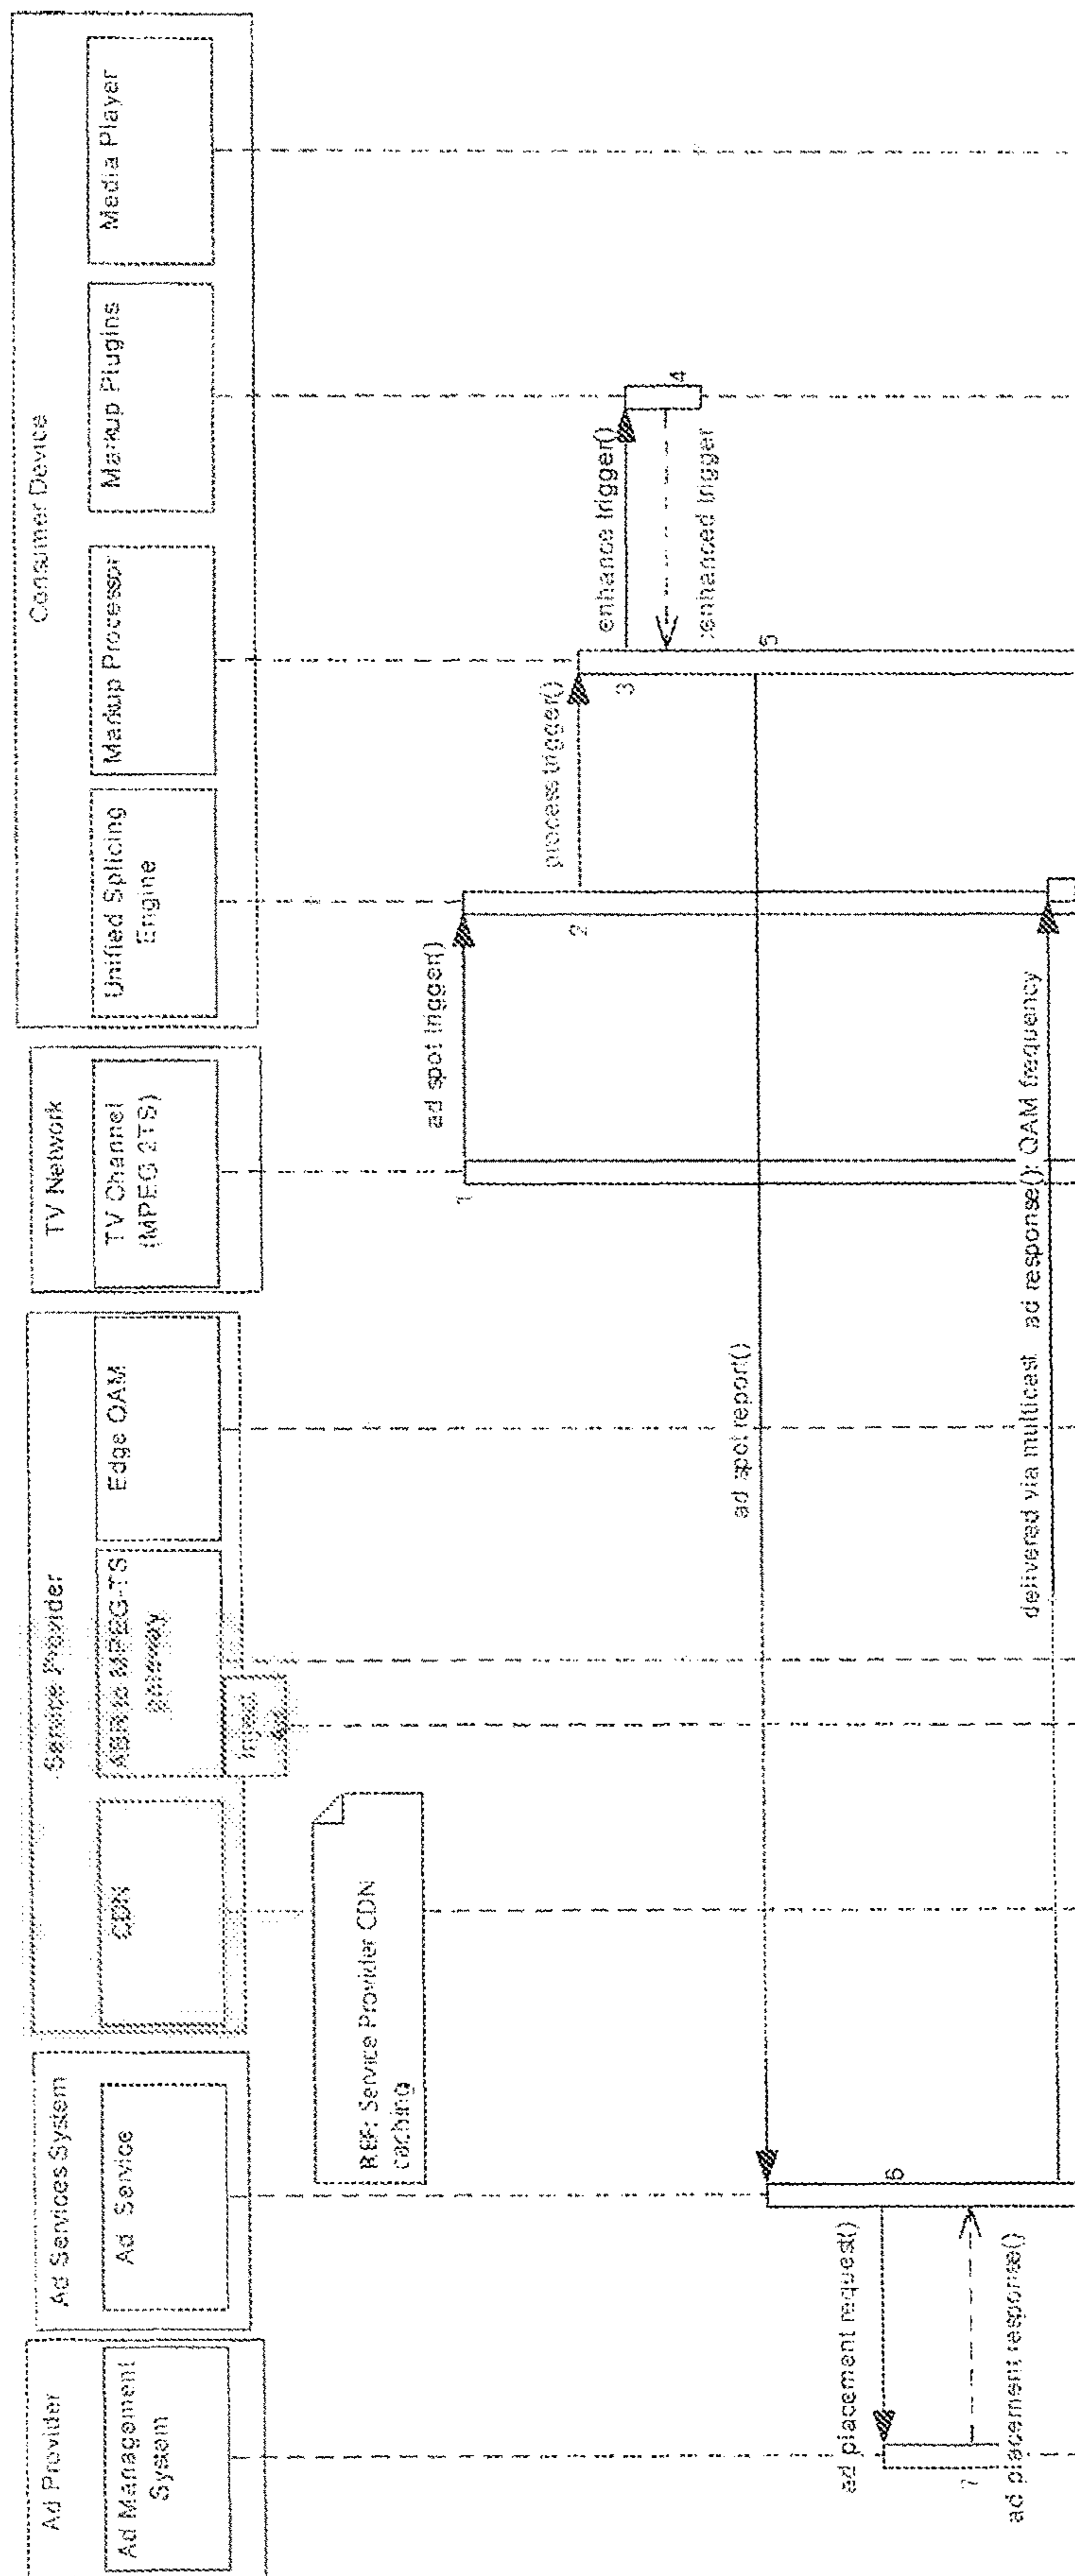 Ad Provider
Ad Management
System
Ad Services System
Ad Service
Service Provider
CDN
ABR to MPEG-TS
gateway
Ingest
Edge QAM
TV Network
TV Channel
(MPEG 2TS)
Consumer Device
Unified Splicing
Engine
Markup Processor
Markup Plugins
Media Player
REF: Service Provider CDN
caching
1
ad spot trigger()
2
process trigger()
3
enhance trigger()
4
:enhanced trigger
5
ad spot report()
6
ad placement request()
7
ad placement response()
delivered via multicast
ad response(): QAM frequency